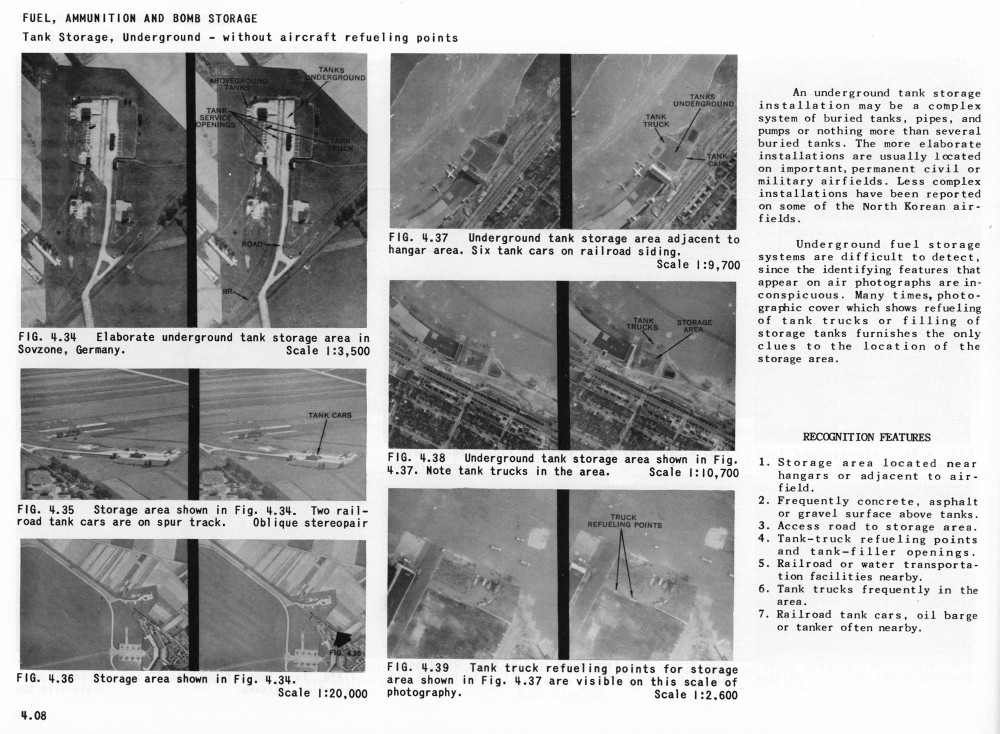 FUEL, AMMUNITION AND BOMB STORAGE
Tank Storage, Underground – without aircraft refueling points
ABOVEGROUND
TANKS
TANKS
UNDERGROUND
TANK
SERVICE
OPENINGS
TANK
TRUCK
ROAD
RR
FIG. 4.34 Elaborate underground tank storage area in
Sovzone, Germany. Scale 1:3,500
TANK CARS
FIG. 4.35 Storage area shown in Fig. 4.34. Two rail-
road tank cars are on spur track. Oblique stereopair
FIG. 4.35
FIG. 4.36 Storage area shown in Fig. 4.34.
Scale 1:20,000
4.08
TANKS
UNDERGROUND
TANK
TRUCK
TANK
CARS
FIG. 4.37 Underground tank storage area adjacent to
hangar area. Six tank cars on railroad siding.
Scale 1:9,700
TANK
TRUCKS
STORAGE
AREA
FIG. 4.38 Underground tank storage area shown in Fig.
4.37. Note tank trucks in the area. Scale 1:10,700
TRUCK
REFUELING POINTS
FIG. 4.39 Tank truck refueling points for storage
area shown in Fig. 4.37 are visible on this scale of
photography. Scale 1:2,600
An underground tank storage
installation may be a complex
system of buried tanks, pipes, and
pumps or nothing more than several
buried tanks. The more elaborate
installations are usually located
on important, permanent civil or
military airfields. Less complex
installations have been reported
on some of the North Korean air-
fields.
Underground fuel storage
systems are difficult to detect,
since the identifying features that
appear on air photographs are in-
conspicuous. Many times, photo-
graphic cover which shows refueling
of tank trucks or filling of
storage tanks furnishes the only
clues to the location of the
storage area.
RECOGNITION FEATURES
1. Storage area located near
hangars or adjacent to air-
field.
2. Frequently concrete, asphalt
or gravel surface above tanks.
3. Access road to storage area.
4. Tank-truck refueling points
and tank-filler openings.
5. Railroad or water transporta-
tion facilities nearby.
6. Tank trucks frequently in the
area.
7. Railroad tank cars, oil barge
or tanker often nearby.